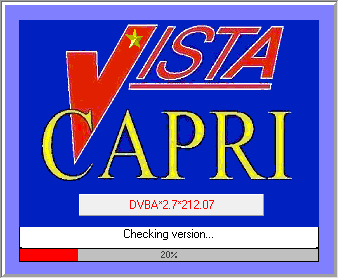 VISTA
CAPRI
DVBA*2.7*212.07
Checking version...
20%